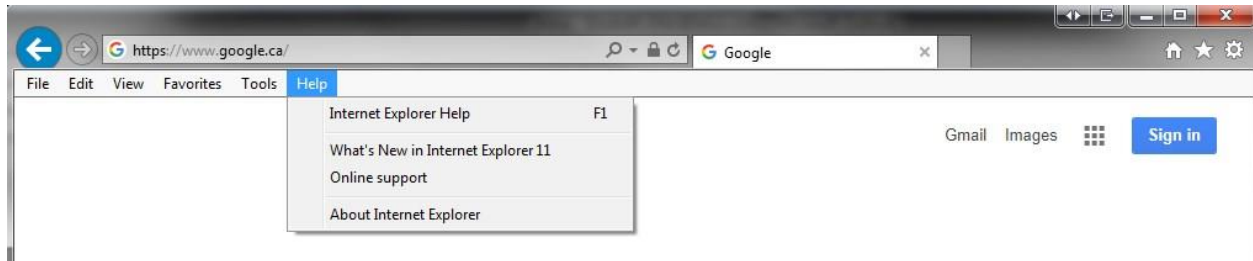 https://www.google.ca/ Google
File Edit View Favorites Tools Help
Internet Explorer Help F1
What's New in Internet Explorer 11
Online support
About Internet Explorer
Gmail Images Sign in